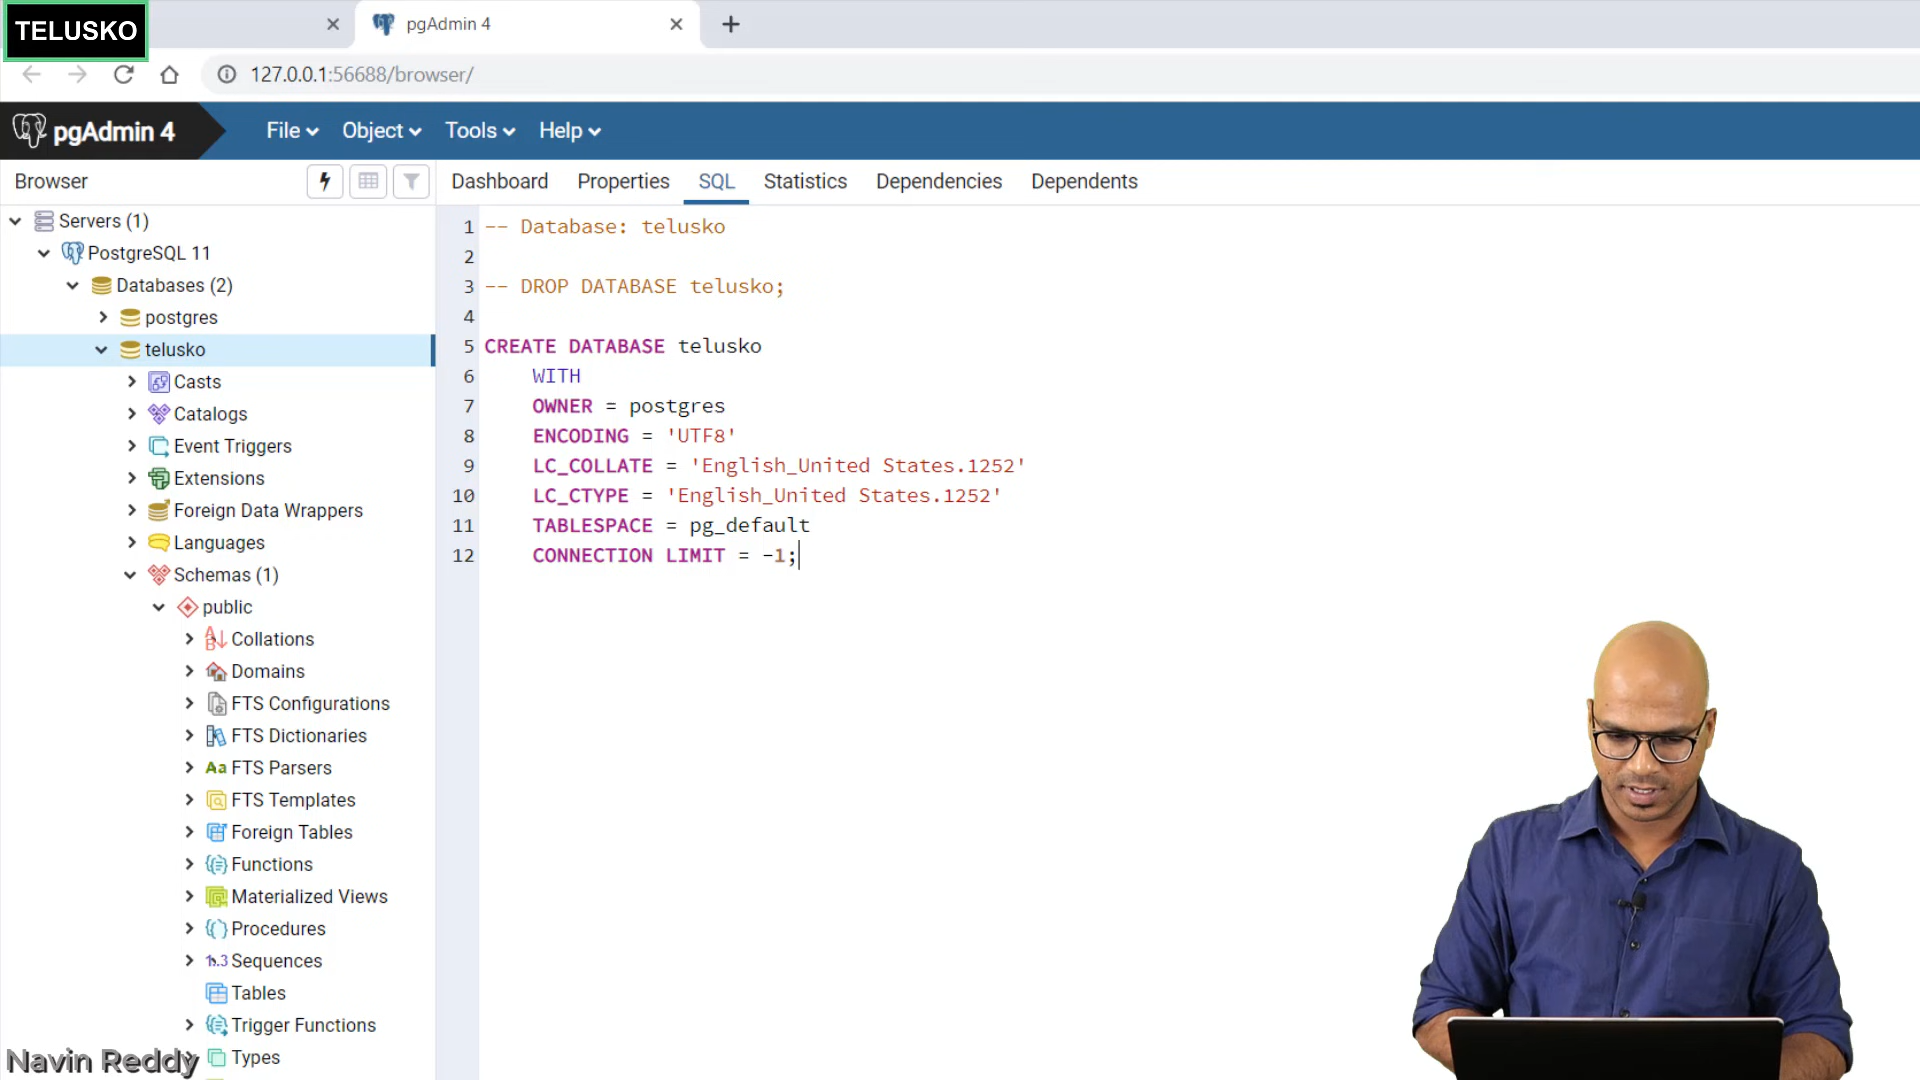 TELUSKO
pgAdmin 4
127.0.0.1:56688/browser/
pgAdmin 4
File
Object
Tools
Help
Browser
Dashboard
Properties
SQL
Statistics
Dependencies
Dependents
Servers (1)
PostgreSQL 11
Databases (2)
postgres
telusko
Casts
Catalogs
Event Triggers
Extensions
Foreign Data Wrappers
Languages
Schemas (1)
public
Collations
Domains
FTS Configurations
FTS Dictionaries
Aa FTS Parsers
FTS Templates
Foreign Tables
Functions
Materialized Views
Procedures
1..3 Sequences
Tables
Trigger Functions
Types
1 -- Database: telusko
2
3 -- DROP DATABASE telusko;
4
5 CREATE DATABASE telusko
6 WITH
7 OWNER = postgres
8 ENCODING = 'UTF8'
9 LC_COLLATE = 'English_United States.1252'
10 LC_CTYPE = 'English_United States.1252'
11 TABLESPACE = pg_default
12 CONNECTION LIMIT = -1;
Navin Reddy